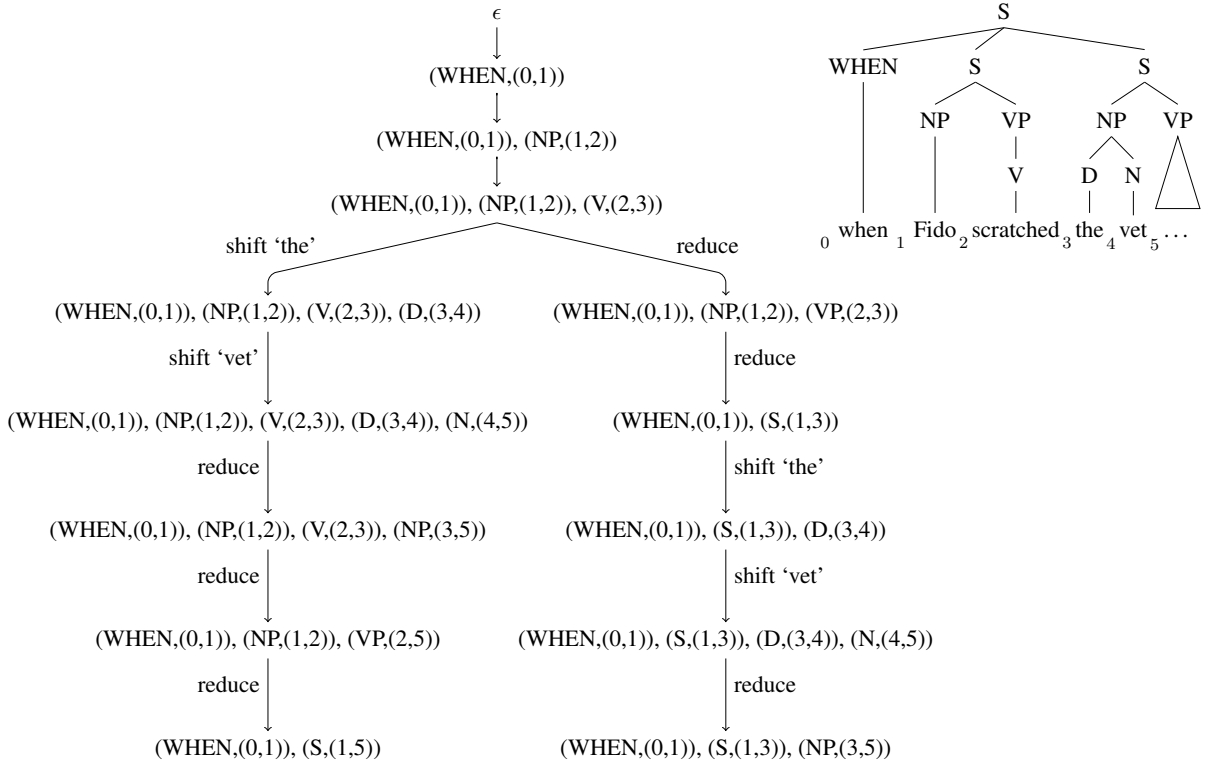 ϵ
(WHEN,(0,1))
(WHEN,(0,1)), (NP,(1,2))
(WHEN,(0,1)), (NP,(1,2)), (V,(2,3))
shift ‘the’
reduce
(WHEN,(0,1)), (NP,(1,2)), (V,(2,3)), (D,(3,4))
(WHEN,(0,1)), (NP,(1,2)), (VP,(2,3))
shift ‘vet’
reduce
(WHEN,(0,1)), (NP,(1,2)), (V,(2,3)), (D,(3,4)), (N,(4,5))
(WHEN,(0,1)), (S,(1,3))
reduce
shift ‘the’
(WHEN,(0,1)), (NP,(1,2)), (V,(2,3)), (NP,(3,5))
(WHEN,(0,1)), (S,(1,3)), (D,(3,4))
reduce
shift ‘vet’
(WHEN,(0,1)), (NP,(1,2)), (VP,(2,5))
(WHEN,(0,1)), (S,(1,3)), (D,(3,4)), (N,(4,5))
reduce
reduce
(WHEN,(0,1)), (S,(1,5))
(WHEN,(0,1)), (S,(1,3)), (NP,(3,5))
S
WHEN S S
NP VP NP VP
V D N
0 when 1 Fido 2 scratched 3 the 4 vet 5 ...